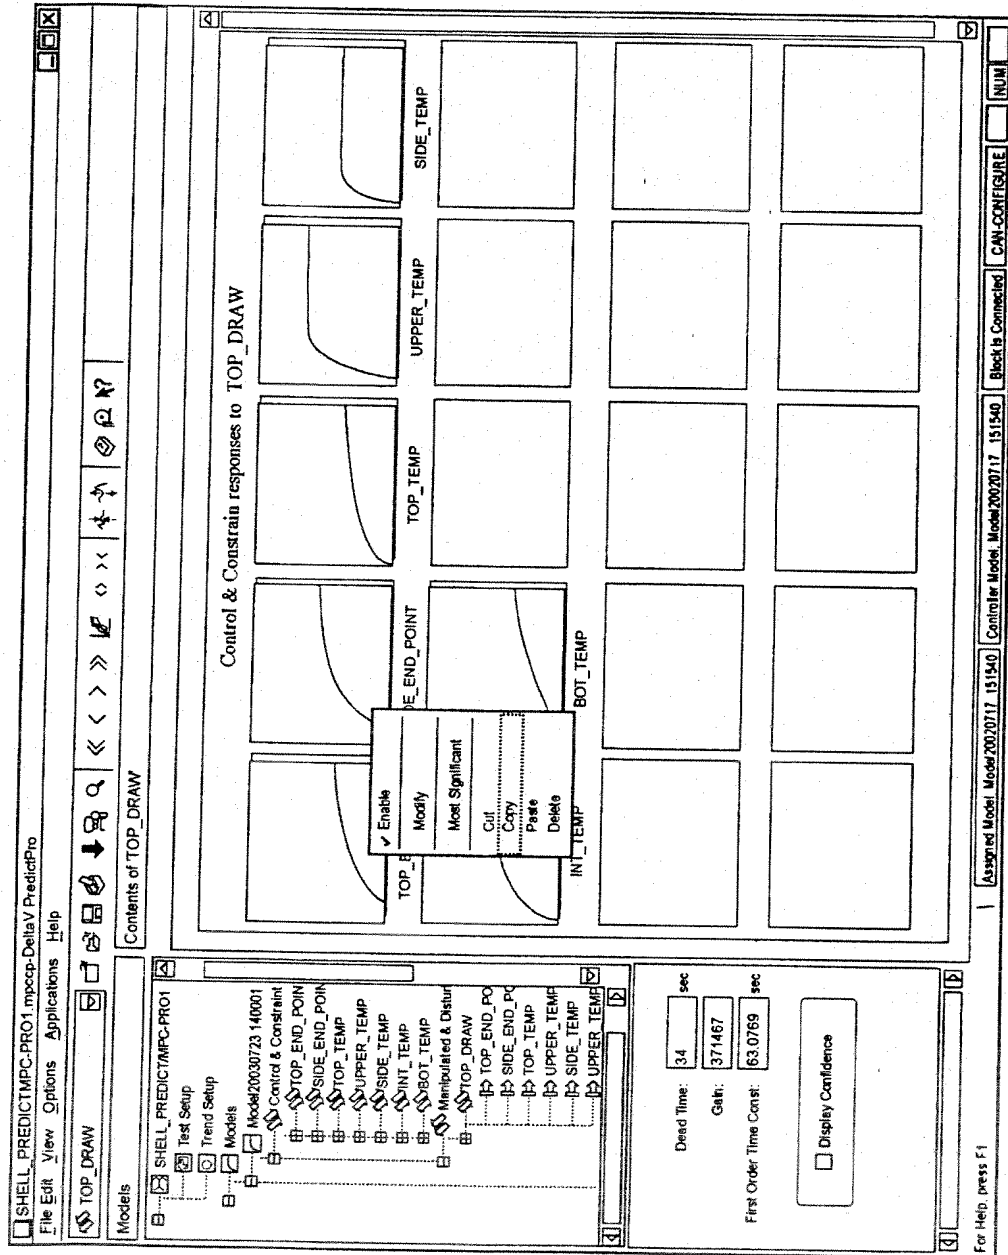 SHELL_PREDICTMPC-PRO1.mpccp-DeltaV PredictPro
File Edit View Options Applications Help
TOP_DRAW
Models
Contents of TOP_DRAW
SHELL_PREDICT/MPC-PRO1
Test Setup
Trend Setup
Models
Model20030723 140001
Control & Constraint
TOP_END_POINT
SIDE_END_POIN
TOP_TEMP
UPPER_TEMP
SIDE_TEMP
INT_TEMP
BOT_TEMP
Manipulated & Distur
TOP_DRAW
TOP_END_PO
SIDE_END_PO
TOP_TEMP
UPPER_TEMP
SIDE_TEMP
UPPER_TEMP
Dead Time: 34 sec
Gain: 371467
First Order Time Const: 63.0769 sec
Display Confidence
Control & Constrain responses to TOP_DRAW
TOP_E
DE_END_POINT
TOP_TEMP
UPPER_TEMP
SIDE_TEMP
Enable
Modify
Most Significant
Cut
Copy
Paste
Delete
INT_TEMP
BOT_TEMP
For Help, press F1
Assigned Model: Model20020717 151540
Controller Model: Model20020717 151540
Block is Connected
CAN-CONFIGURE
NUM